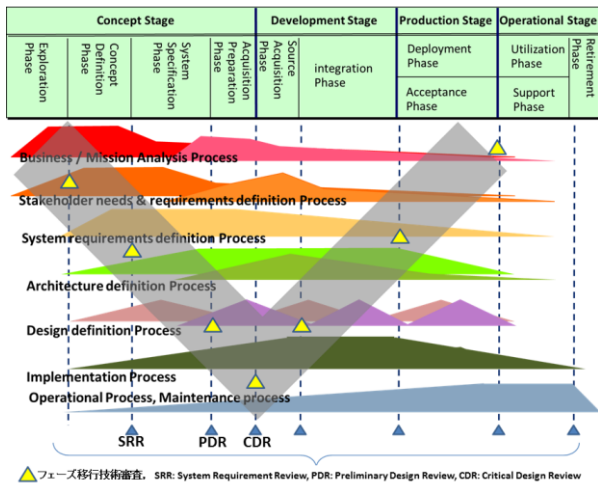 Concept Stage
Development Stage
Production Stage
Operational Stage
Exploration
Phase
Concept
Definition
Phase
System
Specification
Phase
Acquisition
Preparation
Phase
Source
Acquisition
Phase
integration
Phase
Deployment
Phase
Acceptance
Phase
Utilization
Phase
Support
Phase
Retirement
Phase
Business / Mission Analysis Process
Stakeholder needs & requirements definition Process
System requirements definition Process
Architecture definition Process
Design definition Process
Implementation Process
Operational Process, Maintenance process
SRR
PDR
CDR
フェーズ移行技術審査, SRR: System Requirement Review, PDR: Preliminary Design Review, CDR: Critical Design Review